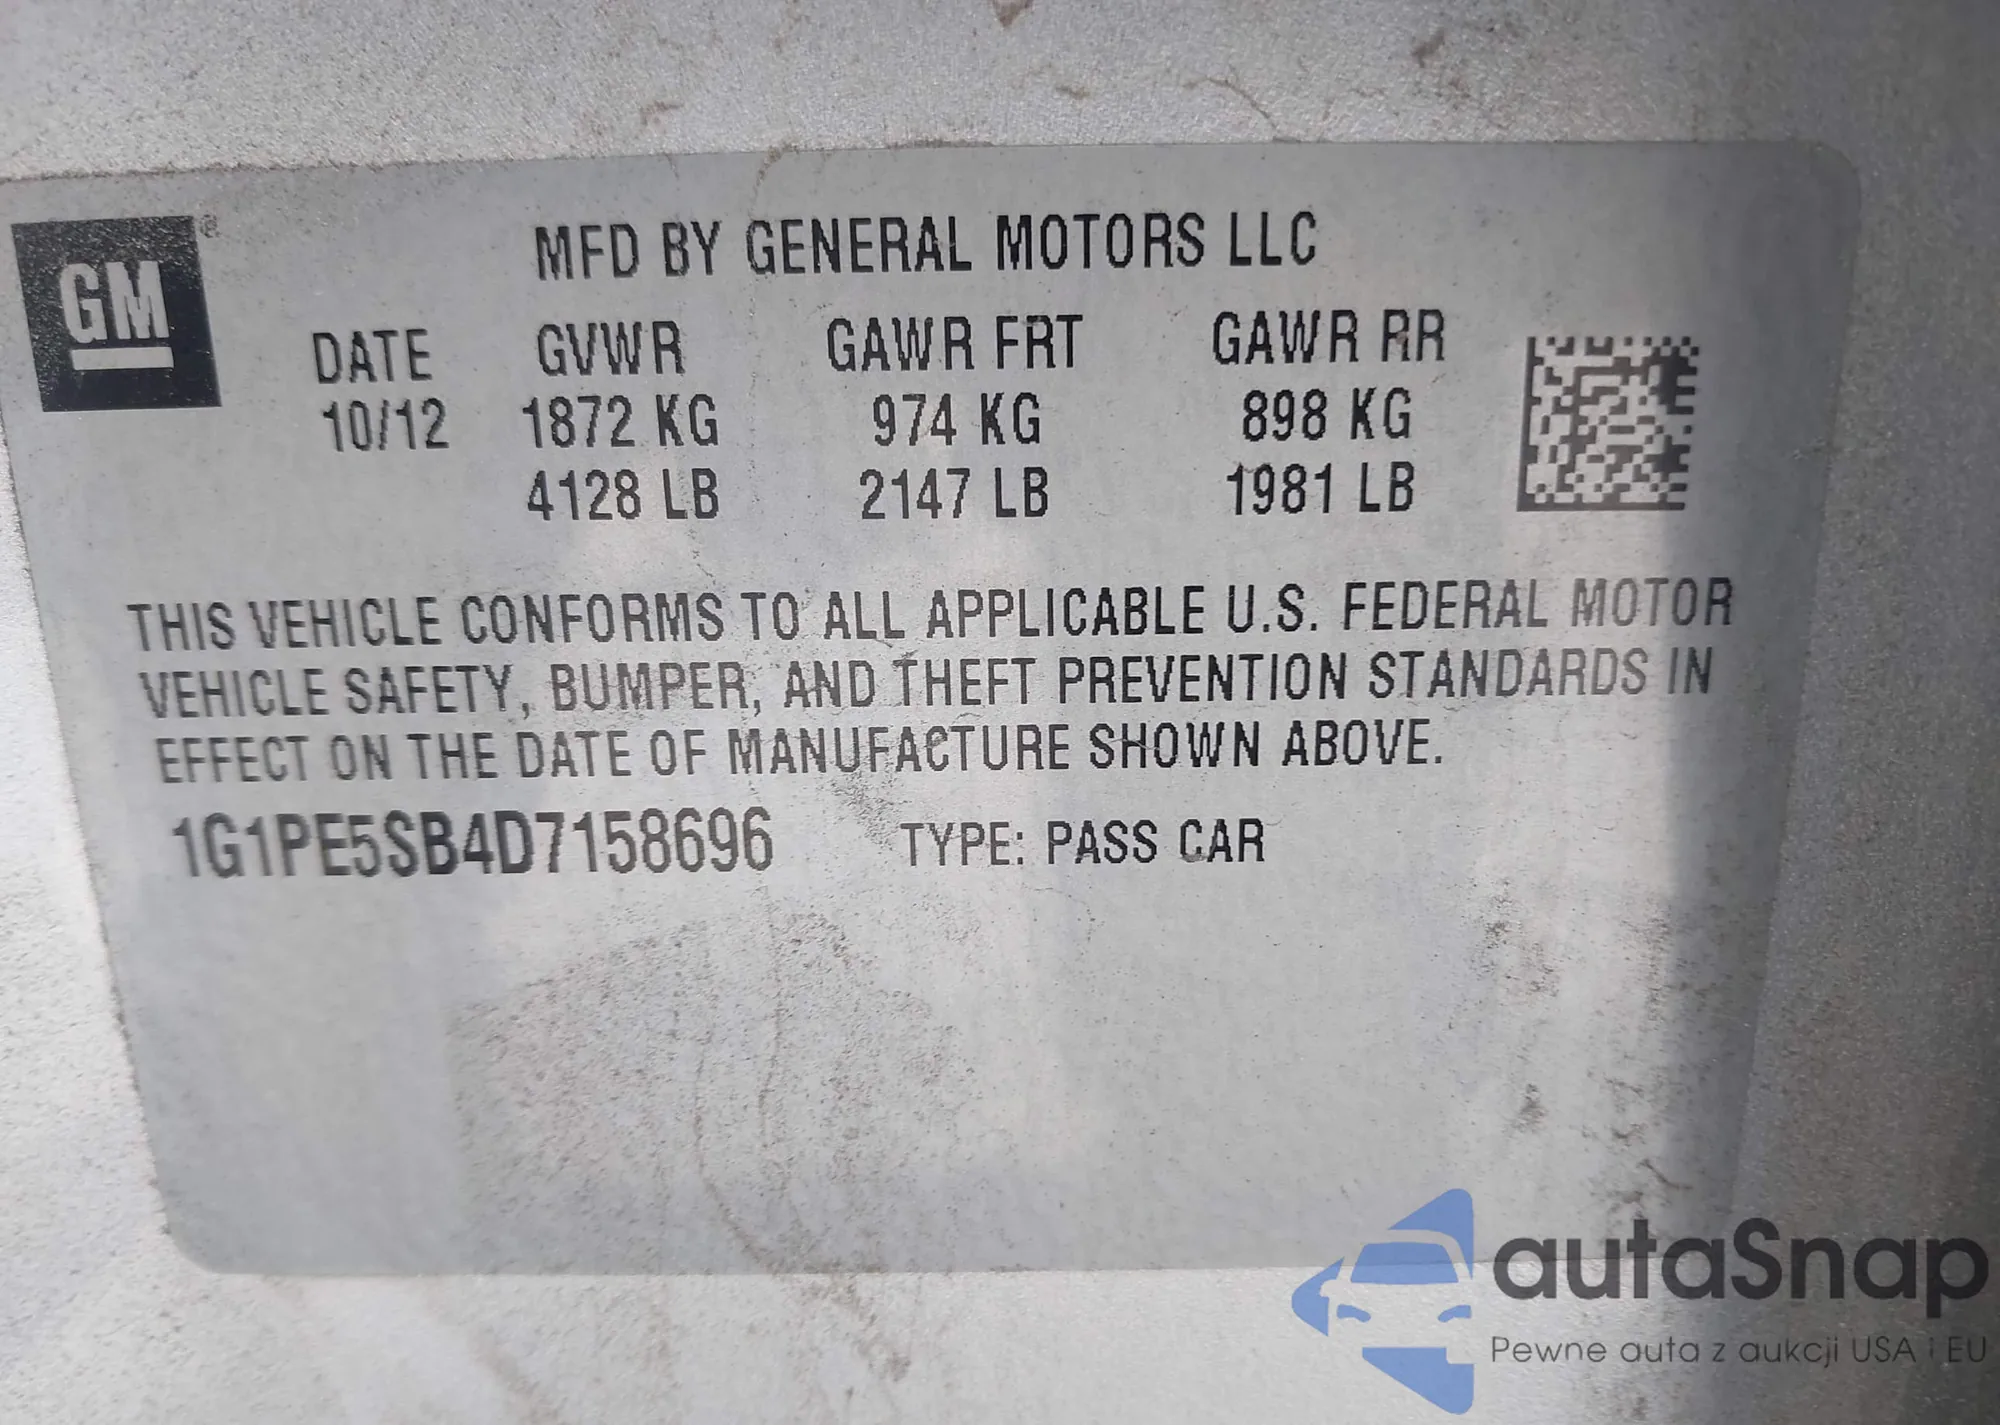 GM ®
MFD BY GENERAL MOTORS LLC
DATE GVWR GAWR FRT GAWR RR
10/12 1872 KG 974 KG 898 KG
4128 LB 2147 LB 1981 LB
THIS VEHICLE CONFORMS TO ALL APPLICABLE U.S. FEDERAL MOTOR
VEHICLE SAFETY, BUMPER, AND THEFT PREVENTION STANDARDS IN
EFFECT ON THE DATE OF MANUFACTURE SHOWN ABOVE.
1G1PE5SB4D7158696 TYPE: PASS CAR
autaSnap
Pewne auta z aukcji USA i EU